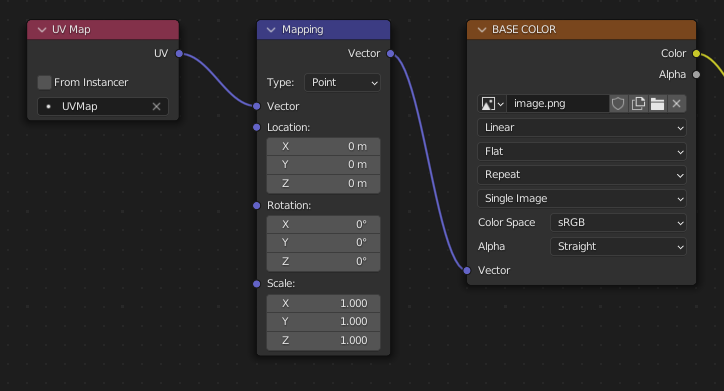 UV Map
UV
From Instancer
UVMap
Mapping
Vector
Type: Point
Vector
Location:
X 0 m
Y 0 m
Z 0 m
Rotation:
X 0°
Y 0°
Z 0°
Scale:
X 1.000
Y 1.000
Z 1.000
BASE COLOR
Color
Alpha
image.png
Linear
Flat
Repeat
Single Image
Color Space sRGB
Alpha Straight
Vector